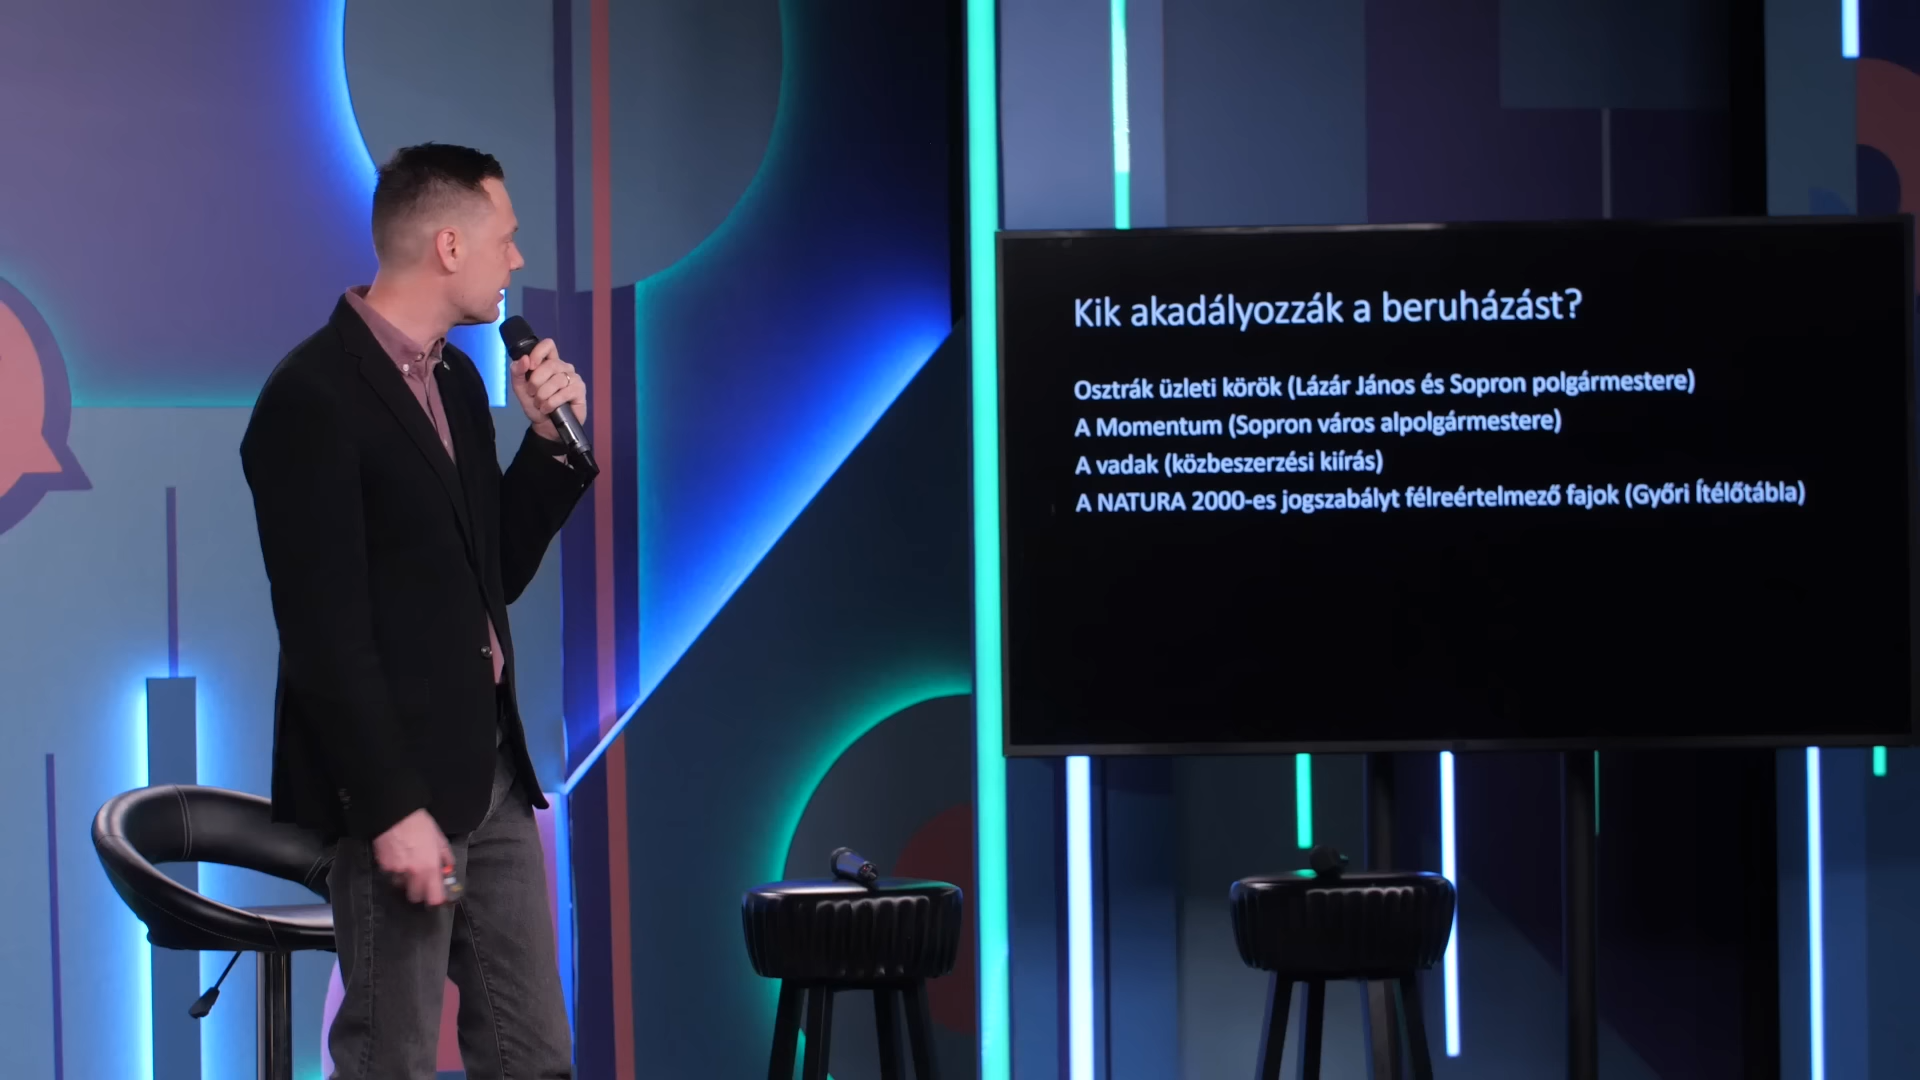 Kik akadályozzák a beruházást?
Osztrák üzleti körök (Lázár János és Sopron polgármestere)
A Momentum (Sopron város alpolgármestere)
A vadak (közbeszerzési kiírás)
A NATURA 2000-es jogszabályt félreértelmező fajok (Győri Ítélőtábla)